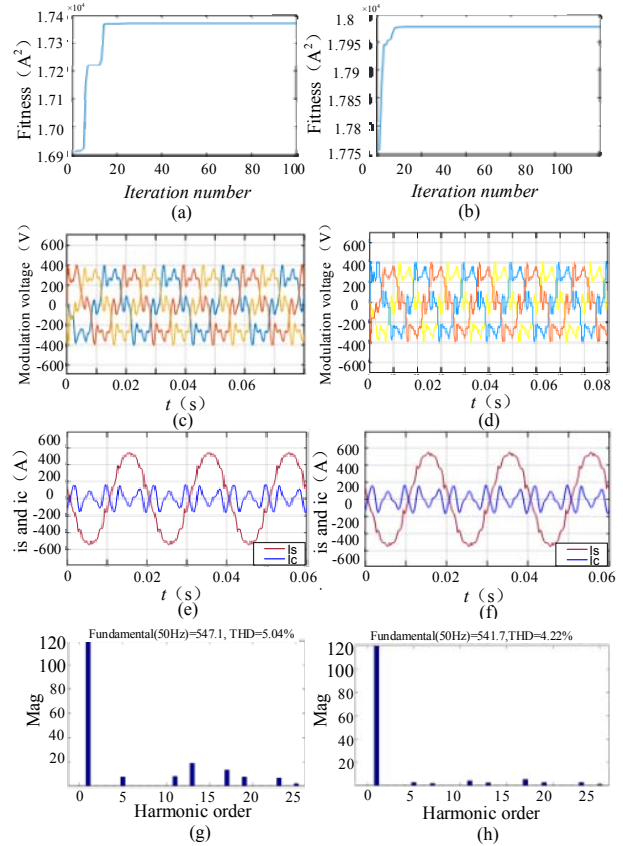 ×10⁴
1.74
1.73
1.72
1.71
1.70
1.69
Fitness（A²）
0 20 40 60 80 100
Iteration number
(a)
×10⁴
1.8
1.795
1.785
1.775
Fitness（A²）
0 20 40 60 80 100
Iteration number
(b)
600
400
200
0
-200
-400
-600
Modulation voltage（V）
0 0.02 0.04 0.06
t（s）
(c)
600
400
200
0
-200
-400
-600
Modulation voltage（V）
0 0.01 0.02 0.03 0.04 0.05 0.06 0.07 0.08
t（s）
(d)
600
400
200
0
-200
-400
-600
is and ic（A）
Is
Ic
0 0.02 0.04 0.06
t（s）
(e)
600
400
200
0
-200
-400
-600
is and ic（A）
Is
Ic
0 0.02 0.04 0.06
t（s）
(f)
Fundamental(50Hz)=547.1, THD=5.04%
120
100
80
60
40
20
Mag
0 5 10 15 20 25
Harmonic order
(g)
Fundamental(50Hz)=541.7,THD=4.22%
120
100
80
60
40
20
Mag
0 5 10 15 20 25
Harmonic order
(h)